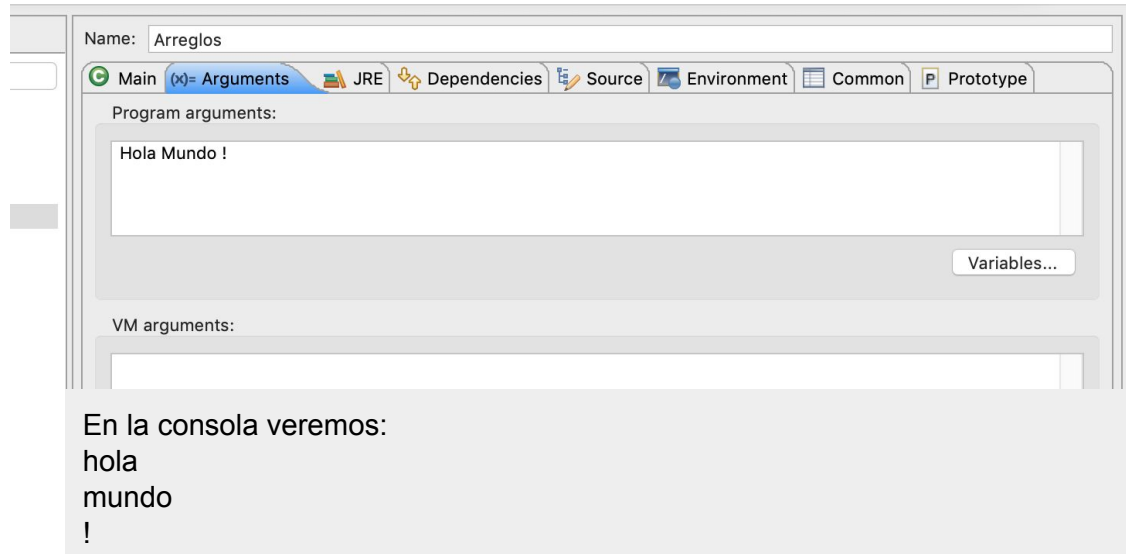 Name: Arreglos
Main (x)= Arguments JRE Dependencies Source Environment Common P Prototype
Program arguments:
Hola Mundo !
Variables...
VM arguments:
En la consola veremos:
hola
mundo
!